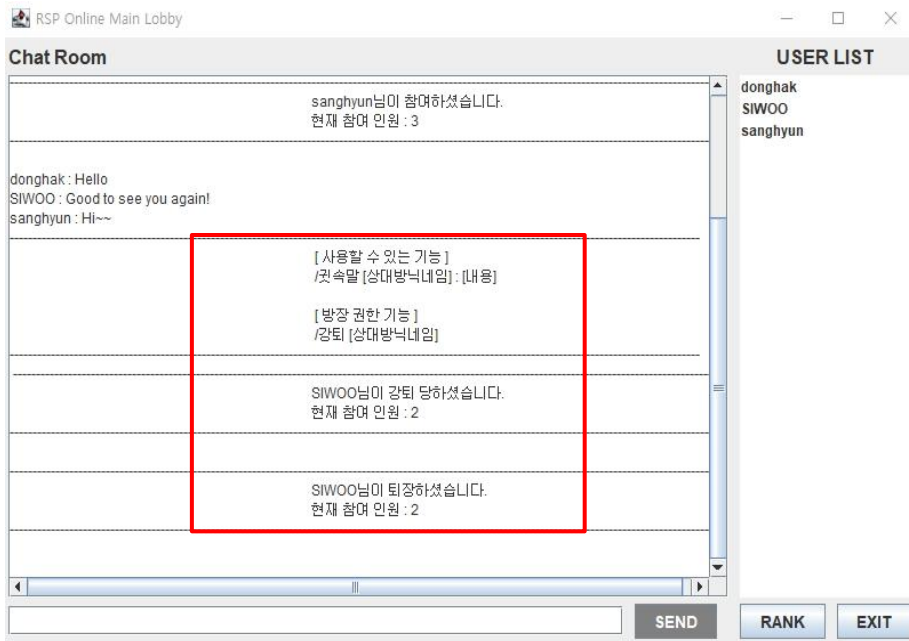 RSP Online Main Lobby
Chat Room
USER LIST
sanghyun님이 참여하셨습니다.
현재 참여 인원 : 3
donghak : Hello
SIWOO : Good to see you again!
sanghyun : Hi~~
[ 사용할 수 있는 기능 ]
/귓속말 [상대방닉네임] : [내용]
[ 방장 권한 기능 ]
/강퇴 [상대방닉네임]
SIWOO님이 강퇴 당하셨습니다.
현재 참여 인원 : 2
SIWOO님이 퇴장하셨습니다.
현재 참여 인원 : 2
donghak
SIWOO
sanghyun
SEND
RANK
EXIT